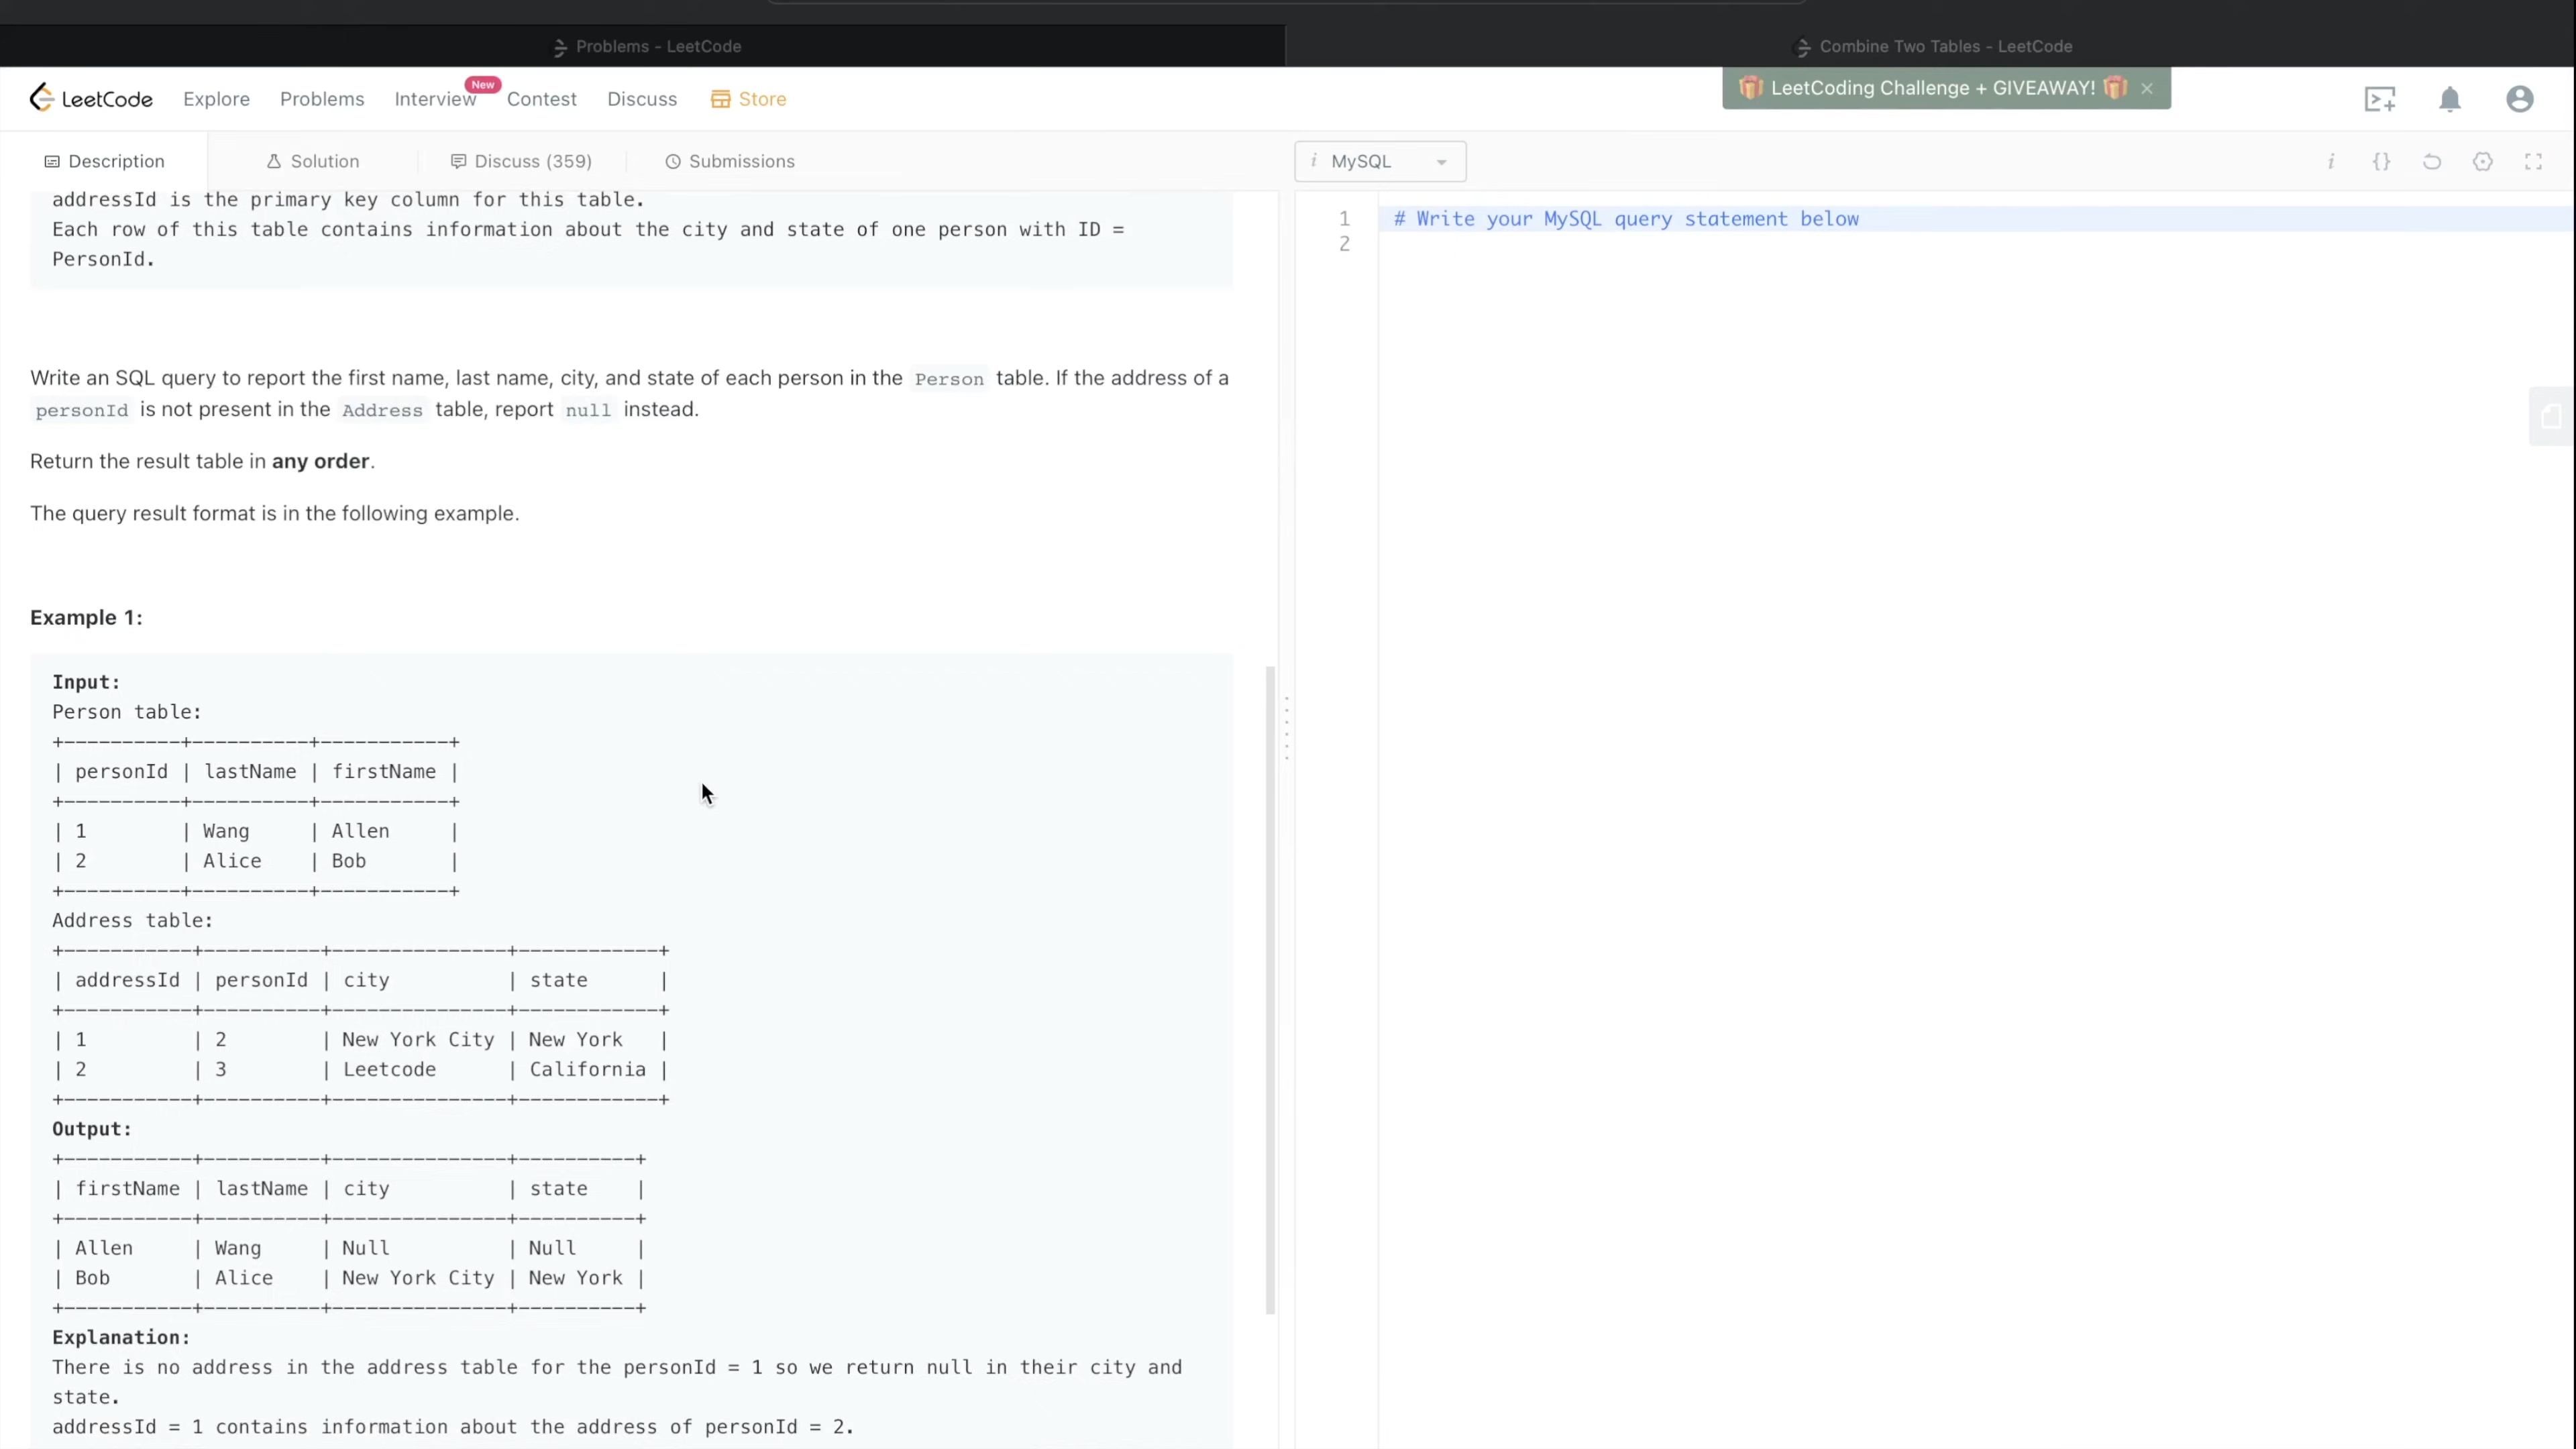 Problems - LeetCode
Combine Two Tables - LeetCode
LeetCode
Explore
Problems
Interview
New
Contest
Discuss
Store
LeetCoding Challenge + GIVEAWAY!
Description
Solution
Discuss (359)
Submissions
i MySQL
i {}
addressId is the primary key column for this table.
Each row of this table contains information about the city and state of one person with ID =
PersonId.
Write an SQL query to report the first name, last name, city, and state of each person in the Person table. If the address of a
personId is not present in the Address table, report null instead.
Return the result table in any order.
The query result format is in the following example.
Example 1:
Input:
Person table:
+----------+----------+-----------+
| personId | lastName | firstName |
+----------+----------+-----------+
| 1 | Wang | Allen |
| 2 | Alice | Bob |
+----------+----------+-----------+
Address table:
+-----------+----------+---------------+------------+
| addressId | personId | city | state |
+-----------+----------+---------------+------------+
| 1 | 2 | New York City | New York |
| 2 | 3 | Leetcode | California |
+-----------+----------+---------------+------------+
Output:
+-----------+----------+---------------+----------+
| firstName | lastName | city | state |
+-----------+----------+---------------+----------+
| Allen | Wang | Null | Null |
| Bob | Alice | New York City | New York |
+-----------+----------+---------------+----------+
Explanation:
There is no address in the address table for the personId = 1 so we return null in their city and
state.
addressId = 1 contains information about the address of personId = 2.
1 # Write your MySQL query statement below
2